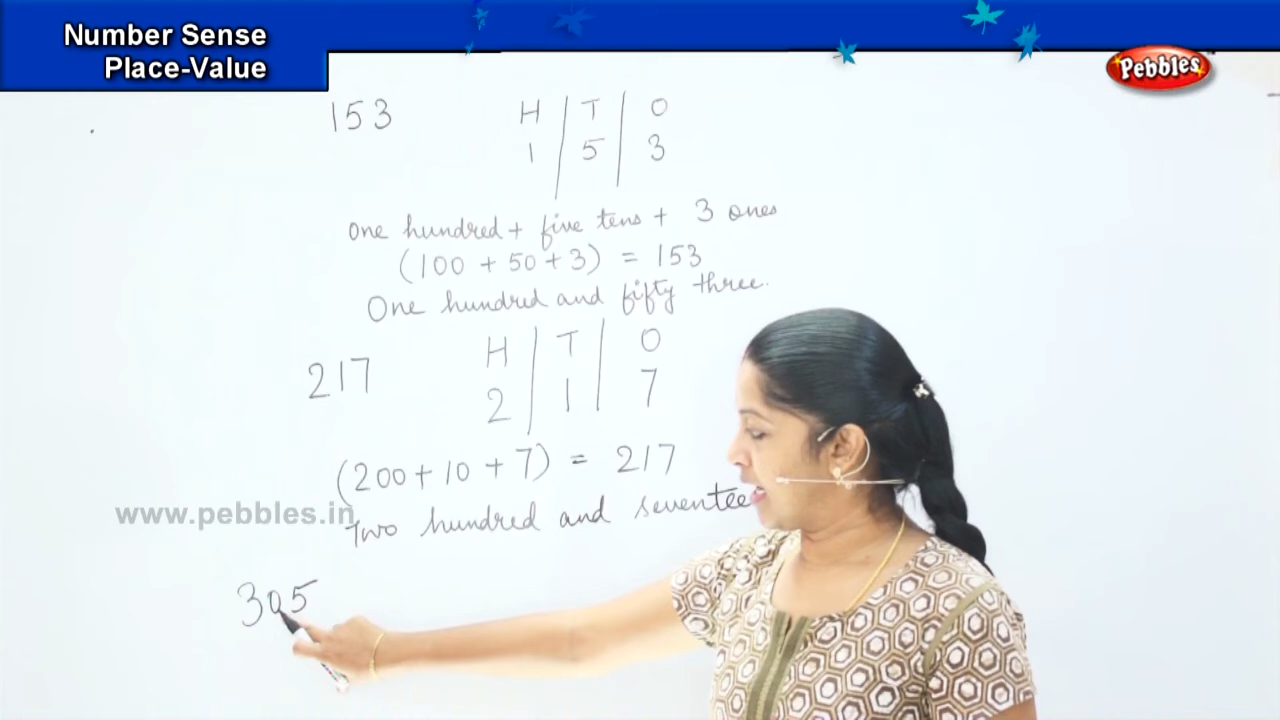 Number Sense
Place-Value
Pebbles
153
H T O
1 5 3
One hundred + five tens + 3 ones
(100 + 50 + 3) = 153
One hundred and fifty three.
217
H T O
2 1 7
(200 + 10 + 7) = 217
www.pebbles.in
Two hundred and seventee
305